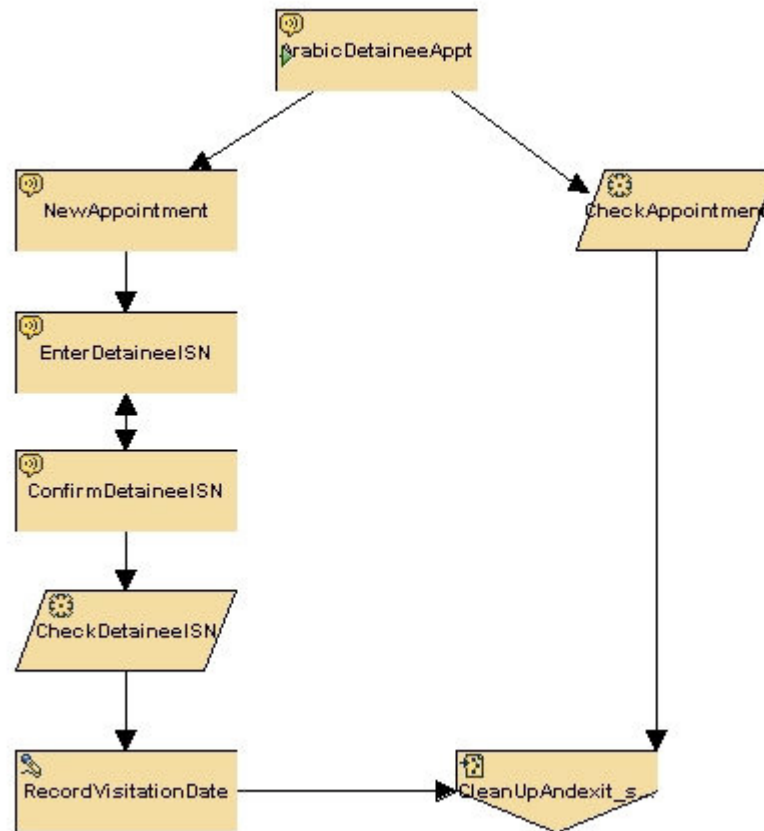 ArabicDetaineeAppt
NewAppointment
CheckAppointment
EnterDetaineeISN
ConfirmDetaineeISN
CheckDetaineeISN
RecordVisitationDate
CleanUpAndexit_s...